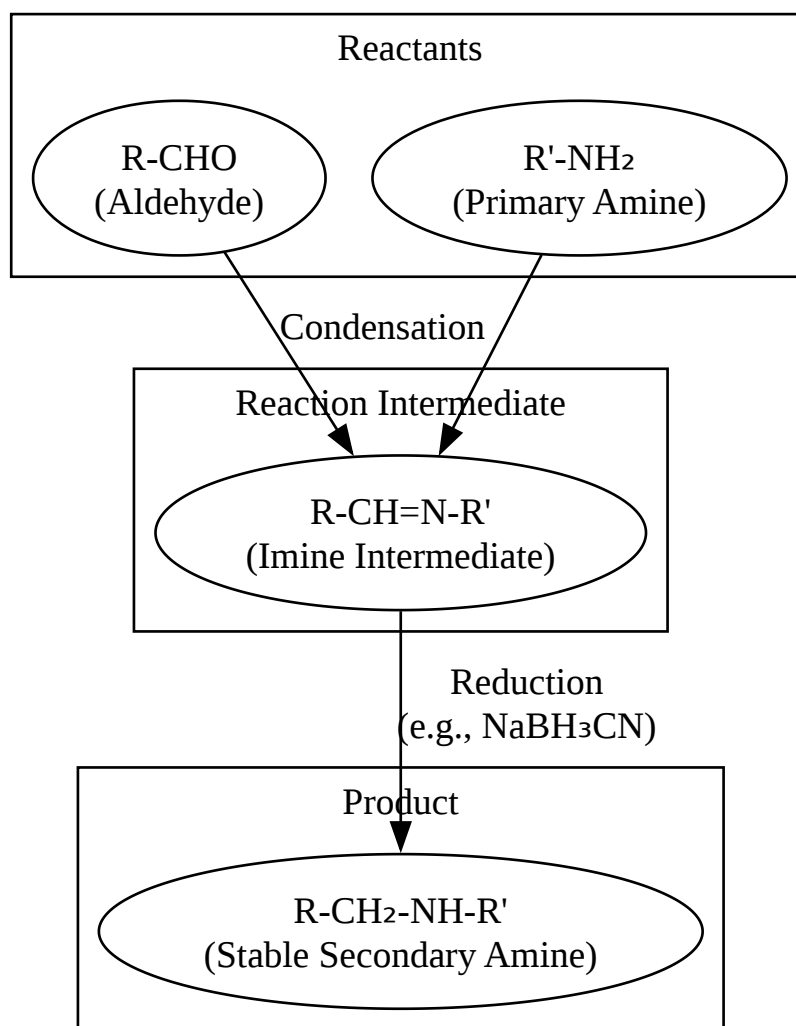 Reactants
R-CHO
(Aldehyde)
R'-NH₂
(Primary Amine)
Condensation
Reaction Intermediate
R-CH=N-R'
(Imine Intermediate)
Reduction
(e.g., NaBH₃CN)
Product
R-CH₂-NH-R'
(Stable Secondary Amine)